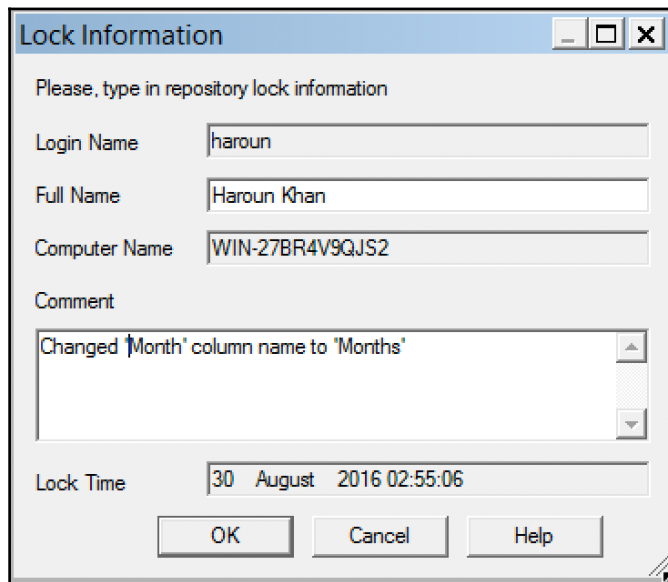 Lock Information
Please, type in repository lock information
Login Name haroun
Full Name Haroun Khan
Computer Name WIN-27BR4V9QJS2
Comment
Changed 'Month' column name to 'Months'
Lock Time 30 August 2016 02:55:06
OK Cancel Help